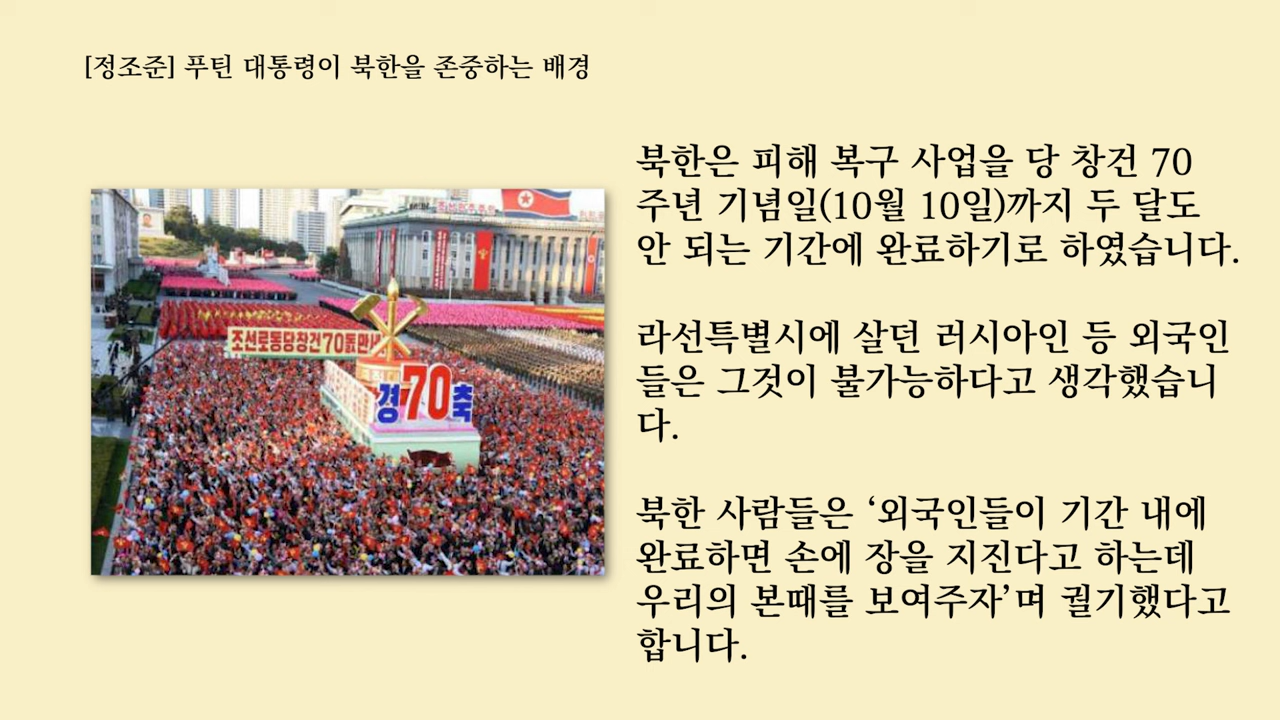 [정조준] 푸틴 대통령이 북한을 존중하는 배경
북한은 피해 복구 사업을 당 창건 70
주년 기념일(10월 10일)까지 두 달도
안 되는 기간에 완료하기로 하였습니다.
라선특별시에 살던 러시아인 등 외국인
들은 그것이 불가능하다고 생각했습니
다.
북한 사람들은 ‘외국인들이 기간 내에
완료하면 손에 장을 지진다고 하는데
우리의 본때를 보여주자’며 궐기했다고
합니다.
조선로동당창건70돐만세
경70축